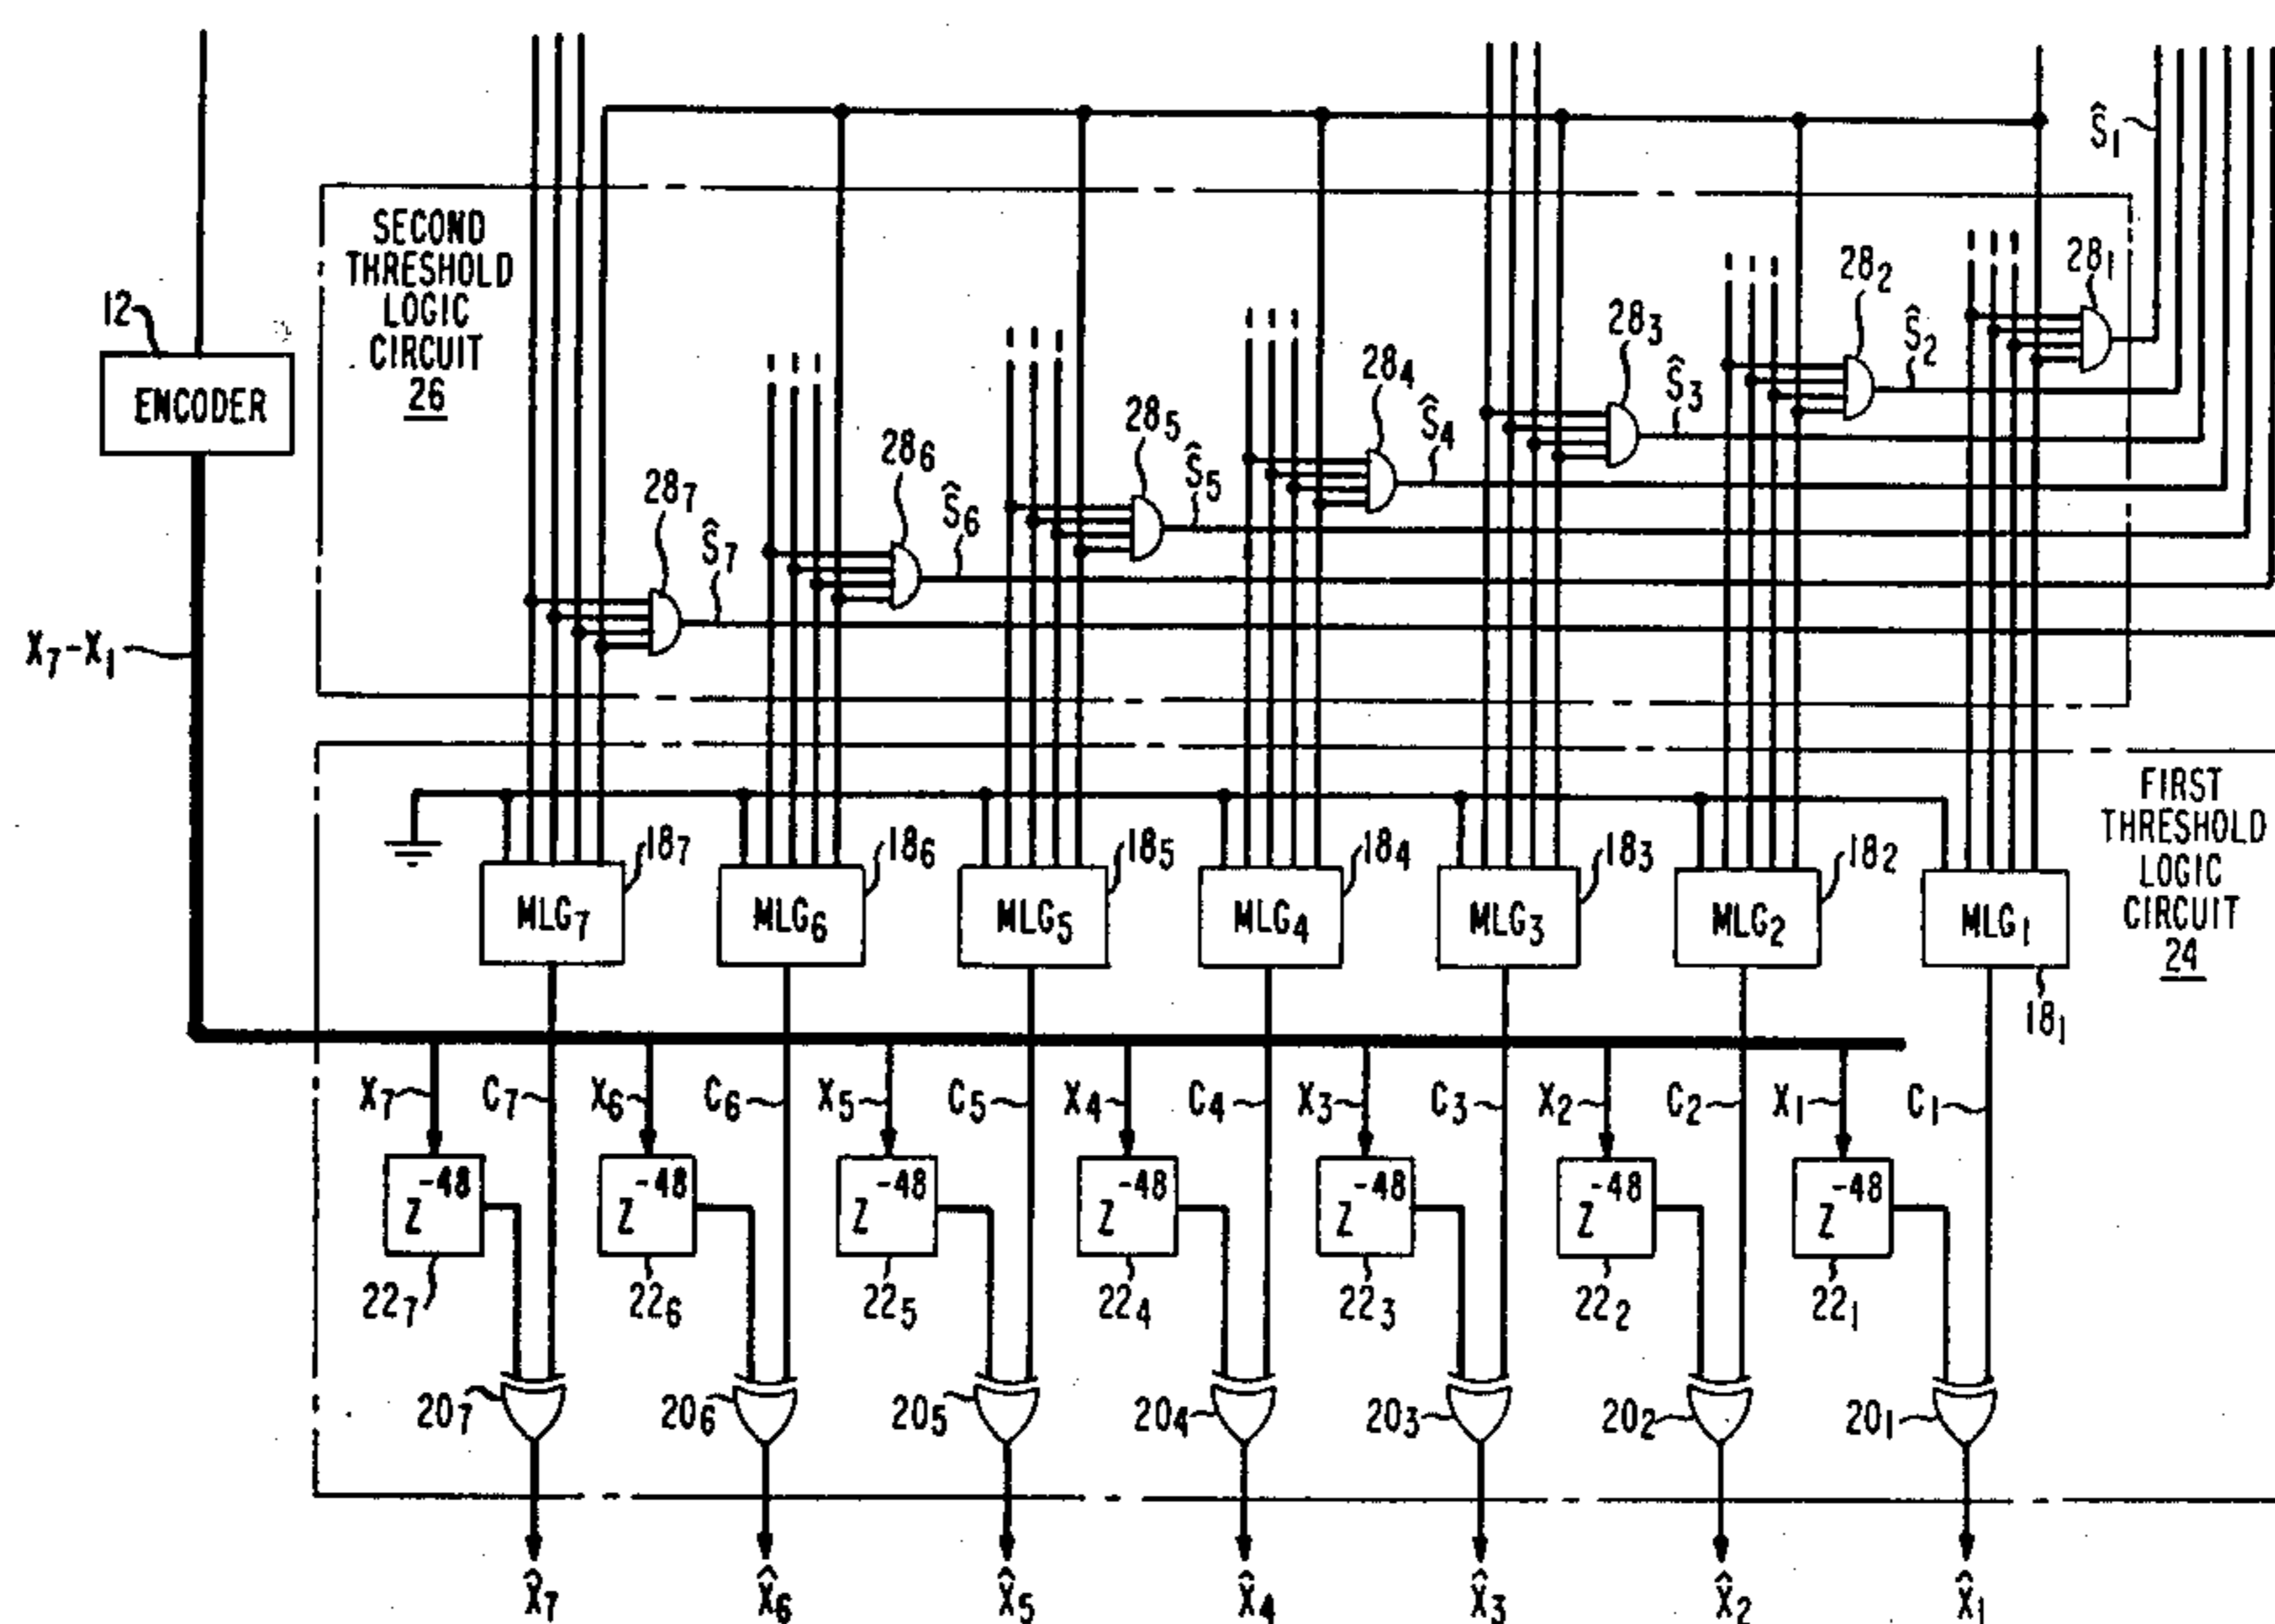 Ŝ₁
SECOND
THRESHOLD
LOGIC
CIRCUIT
26
28₁
28₂
12
28₃
Ŝ₂
28₄
Ŝ₃
ENCODER
28₅
Ŝ₄
28₆
Ŝ₅
28₇
Ŝ₆
Ŝ₇
X₇-X₁
FIRST
THRESHOLD
LOGIC
CIRCUIT
24
18₇ 18₆ 18₅ 18₄ 18₃ 18₂
MLG₇ MLG₆ MLG₅ MLG₄ MLG₃ MLG₂ MLG₁
18₁
X₇ C₇ X₆ C₆ X₅ C₅ X₄ C₄ X₃ C₃ X₂ C₂ X₁ C₁
Z⁻⁴⁸ Z⁻⁴⁸ Z⁻⁴⁸ Z⁻⁴⁸ Z⁻⁴⁸ Z⁻⁴⁸ Z⁻⁴⁸
22₇ 22₆ 22₅ 22₄ 22₃ 22₂ 22₁
20₇ 20₆ 20₅ 20₄ 20₃ 20₂ 20₁
X̂₇ X̂₆ X̂₅ X̂₄ X̂₃ X̂₂ X̂₁